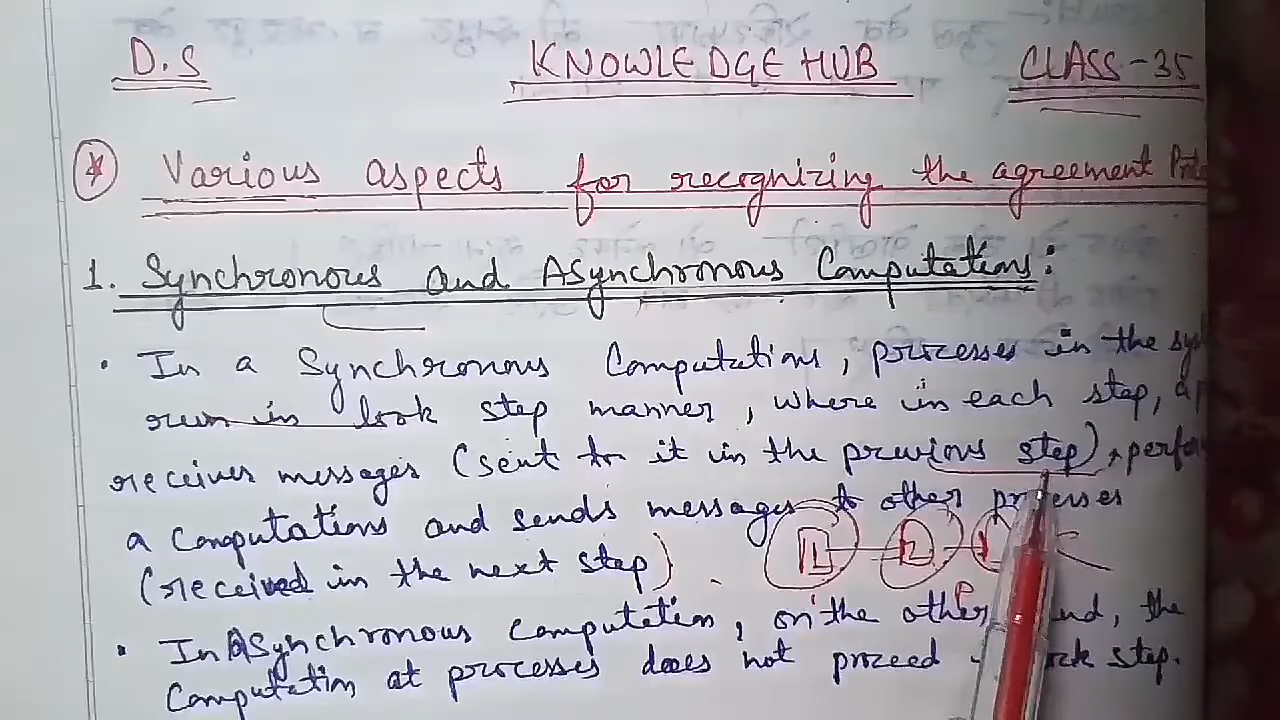 D.S KNOWLEDGE HUB CLASS-35
* Various aspects for recognizing the agreement
1. Synchronous and Asynchronous Computations:
• In a Synchronous Computations, processes in the
run in look step manner, where in each step, a
receives messages (sent to it in the previous step),
a computations and sends messages to other processes
(received in the next step).
• In Asynchronous computation, on the other the
Computation at processes does not proceed step.